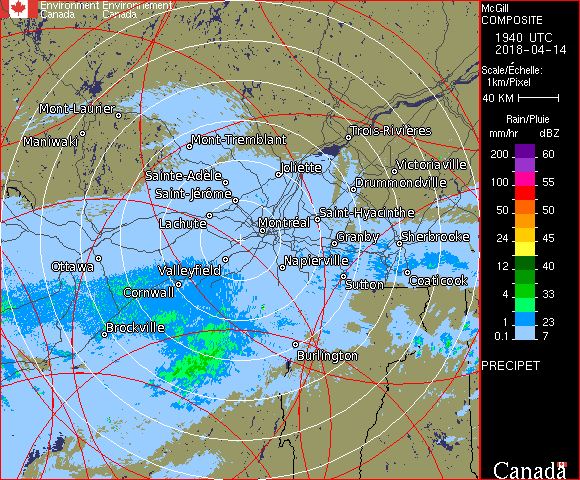 Environment Environnement
Canada Canada
McGill
COMPOSITE
1940 UTC
2018-04-14
Scale/Échelle:
1km/Pixel
40 KM
Rain/Pluie
mm/hr dBZ
200 60
100 55
50 50
24 45
12 40
4 33
1 23
0.1 7
PRECIPET
Canada
Mont-Laurier
Maniwaki
Mont-Tremblant
Trois-Rivières
Joliette
Victoriaville
Sainte-Adèle
Drummondville
Saint-Jérôme
Saint-Hyacinthe
Lachute
Montréal
Granby
Sherbrooke
Ottawa
Valleyfield
Napierville
Coaticook
Sutton
Cornwall
Brockville
Burlington